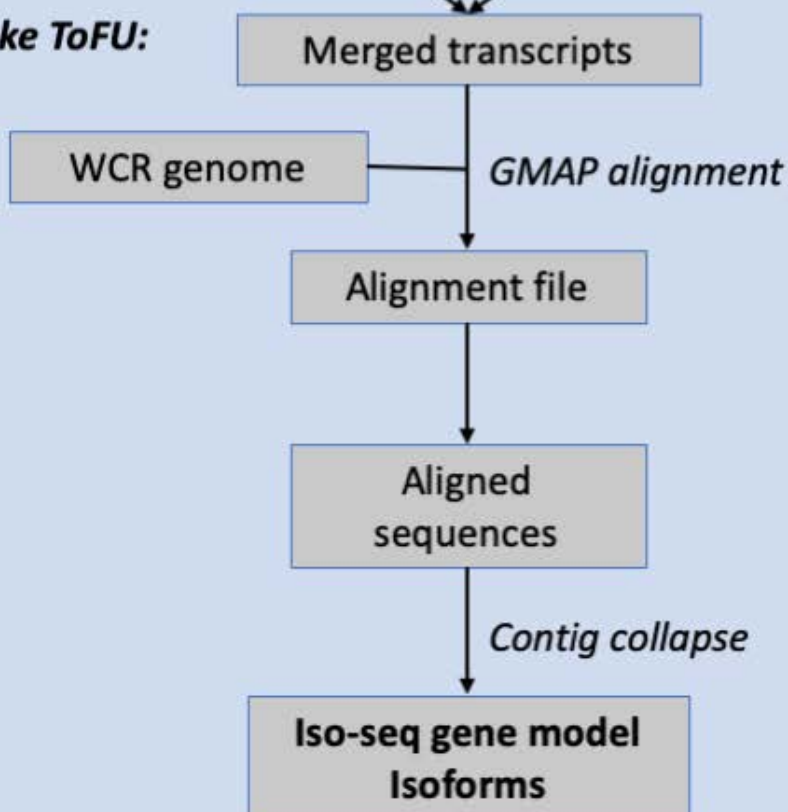 ke ToFU:
Merged transcripts
WCR genome
GMAP alignment
Alignment file
Aligned
sequences
Contig collapse
Iso-seq gene model
Isoforms